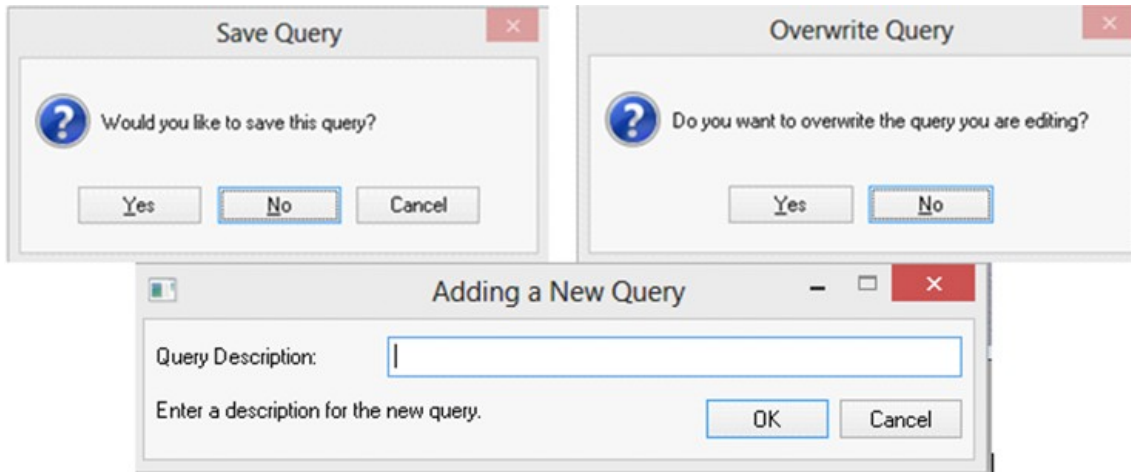 Save Query
Would you like to save this query?
Yes No Cancel
Overwrite Query
Do you want to overwrite the query you are editing?
Yes No
Adding a New Query
Query Description:
Enter a description for the new query.
OK Cancel